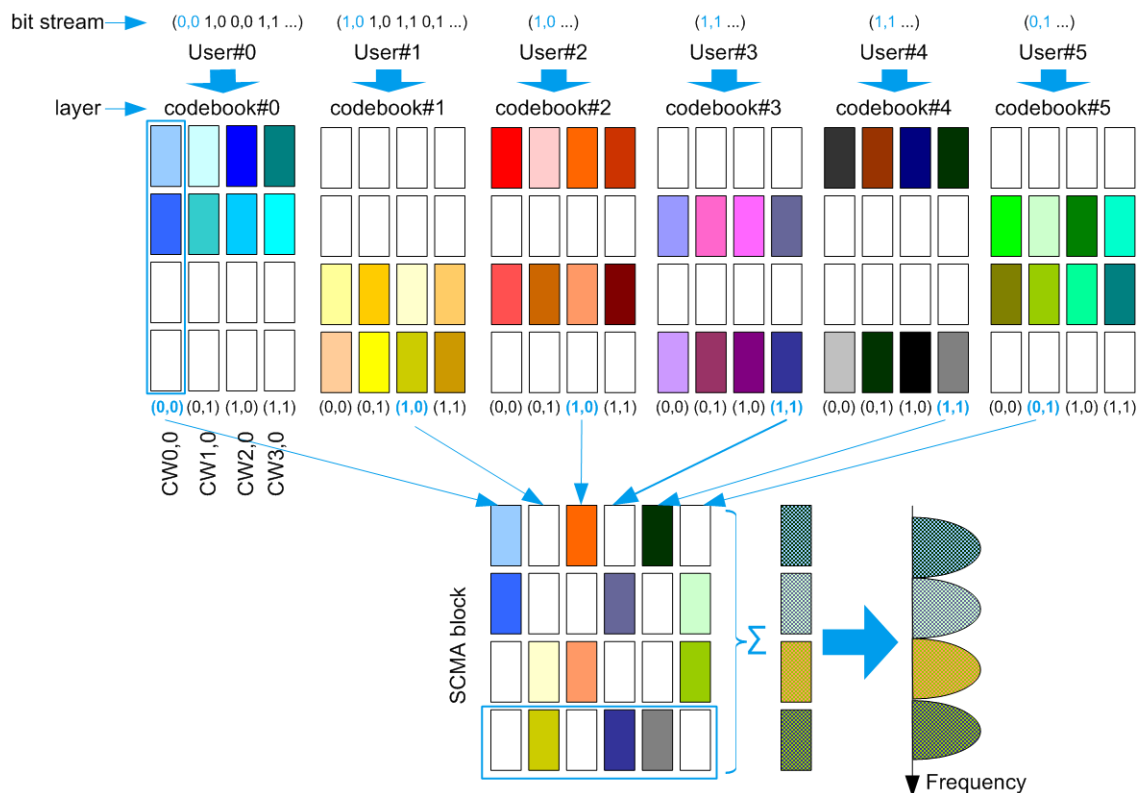 bit stream (0,0 1,0 0,0 1,1 ...) (1,0 1,0 1,1 0,1 ...) (1,0 ...) (1,1 ...) (1,1 ...) (0,1 ...)
User#0 User#1 User#2 User#3 User#4 User#5
layer codebook#0 codebook#1 codebook#2 codebook#3 codebook#4 codebook#5
(0,0) (0,1) (1,0) (1,1) (0,0) (0,1) (1,0) (1,1) (0,0) (0,1) (1,0) (1,1) (0,0) (0,1) (1,0) (1,1) (0,0) (0,1) (1,0) (1,1) (0,0) (0,1) (1,0) (1,1)
CW0,0
CW1,0
CW2,0
CW3,0
SCMA block
Σ
Frequency